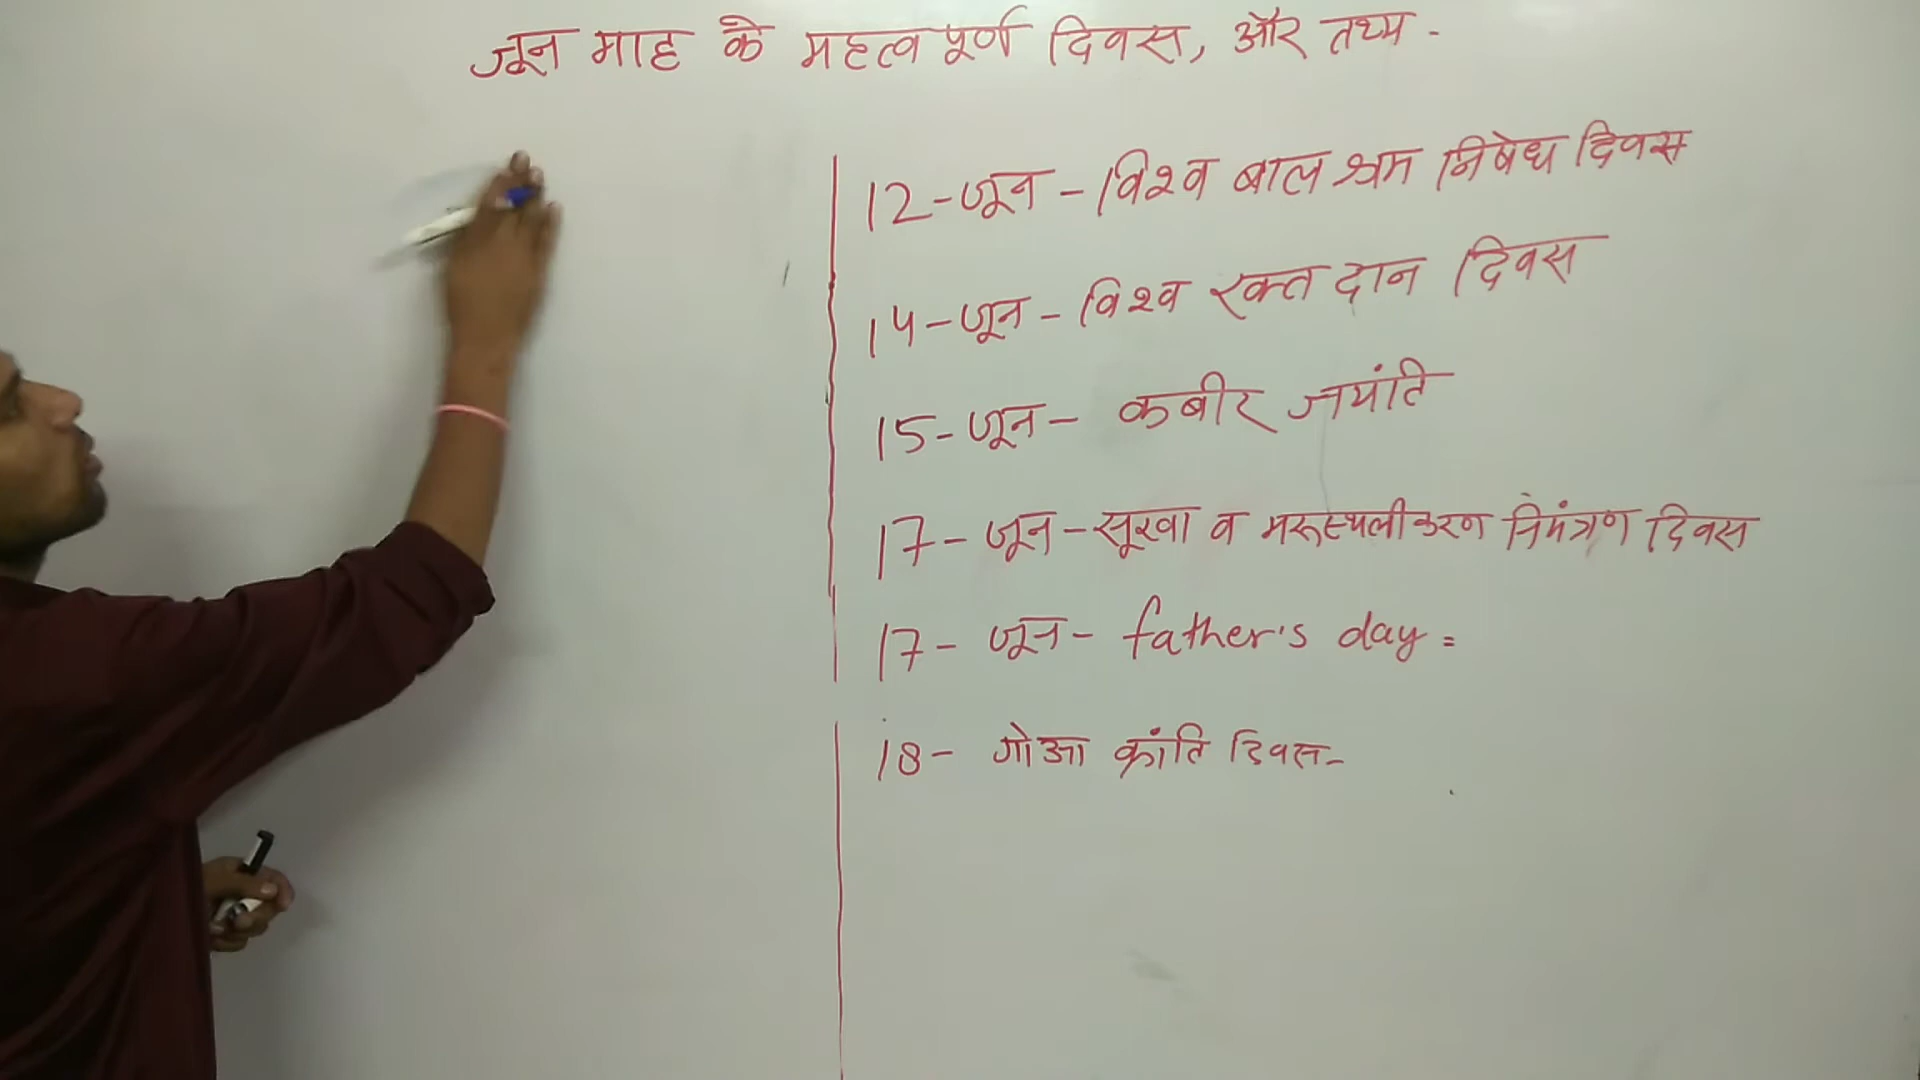 जून माह के महत्व पूर्ण दिवस, और तथ्य -
12-जून - विश्व बाल श्रम निषेध दिवस
14-जून - विश्व रक्त दान दिवस
15-जून - कबीर जयंति
17-जून - सूखा व मरूस्थलीकरण निमंत्रण दिवस
17- जून - father's day =
18- गोआ क्रांति दिवस-